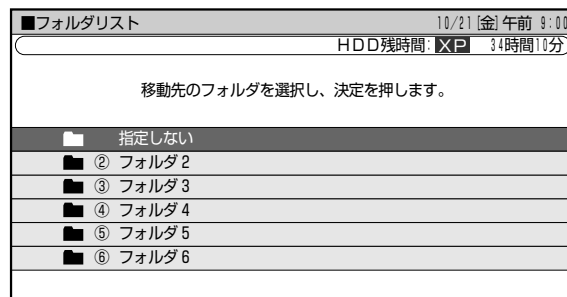 ■フォルダリスト 10/21[金]午前 9:00
HDD残時間:XP 34時間10分
移動先のフォルダを選択し、決定を押します。
指定しない
② フォルダ2
③ フォルダ3
④ フォルダ4
⑤ フォルダ5
⑥ フォルダ6